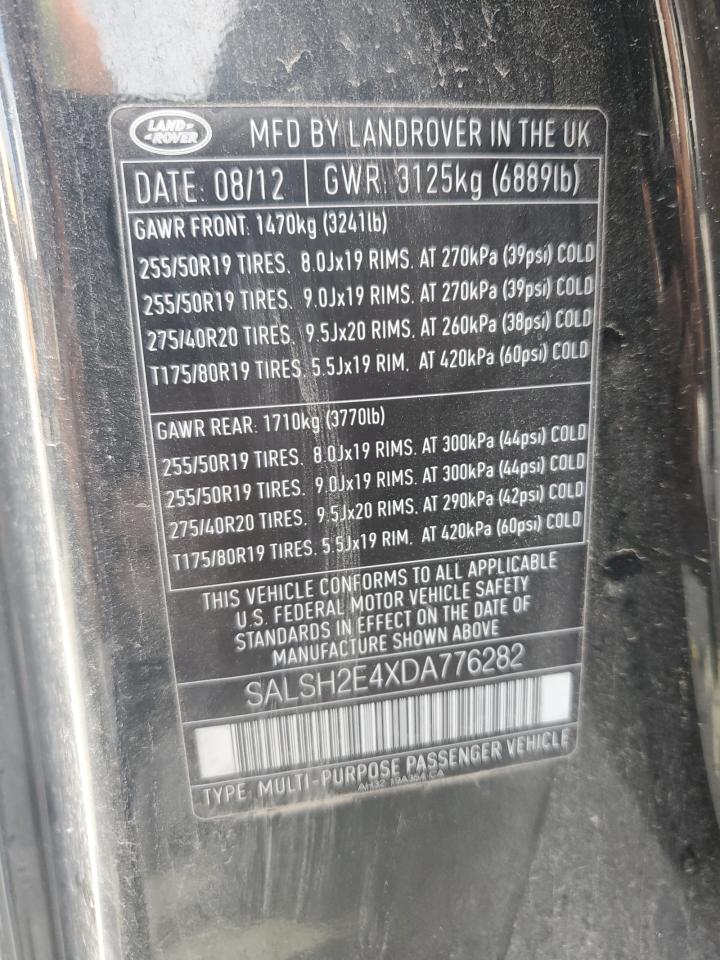 LAND ROVER
MFD BY LANDROVER IN THE UK
DATE: 08/12 GWR: 3125kg (6889lb)
GAWR FRONT: 1470kg (3241lb)
255/50R19 TIRES. 8.0Jx19 RIMS. AT 270kPa (39psi) COLD
255/50R19 TIRES. 9.0Jx19 RIMS. AT 270kPa (39psi) COLD
275/40R20 TIRES. 9.5Jx20 RIMS. AT 260kPa (38psi) COLD
T175/80R19 TIRES. 5.5Jx19 RIM. AT 420kPa (60psi) COLD
GAWR REAR: 1710kg (3770lb)
255/50R19 TIRES. 8.0Jx19 RIMS. AT 300kPa (44psi) COLD
255/50R19 TIRES. 9.0Jx19 RIMS. AT 300kPa (44psi) COLD
275/40R20 TIRES. 9.5Jx20 RIMS. AT 290kPa (42psi) COLD
T175/80R19 TIRES. 5.5Jx19 RIM. AT 420kPa (60psi) COLD
THIS VEHICLE CONFORMS TO ALL APPLICABLE
U.S. FEDERAL MOTOR VEHICLE SAFETY
STANDARDS IN EFFECT ON THE DATE OF
MANUFACTURE SHOWN ABOVE
SALSH2E4XDA776282
TYPE: MULTI-PURPOSE PASSENGER VEHICLE